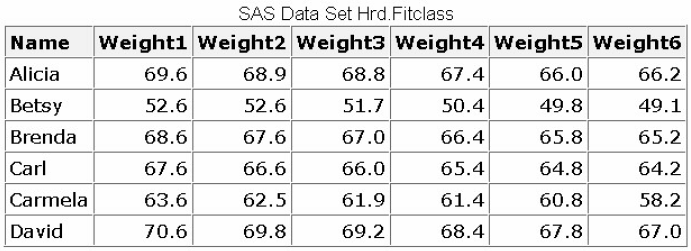 SAS Data Set Hrd.Fitclass
Name Weight1 Weight2 Weight3 Weight4 Weight5 Weight6
Alicia 69.6 68.9 68.8 67.4 66.0 66.2
Betsy 52.6 52.6 51.7 50.4 49.8 49.1
Brenda 68.6 67.6 67.0 66.4 65.8 65.2
Carl 67.6 66.6 66.0 65.4 64.8 64.2
Carmela 63.6 62.5 61.9 61.4 60.8 58.2
David 70.6 69.8 69.2 68.4 67.8 67.0